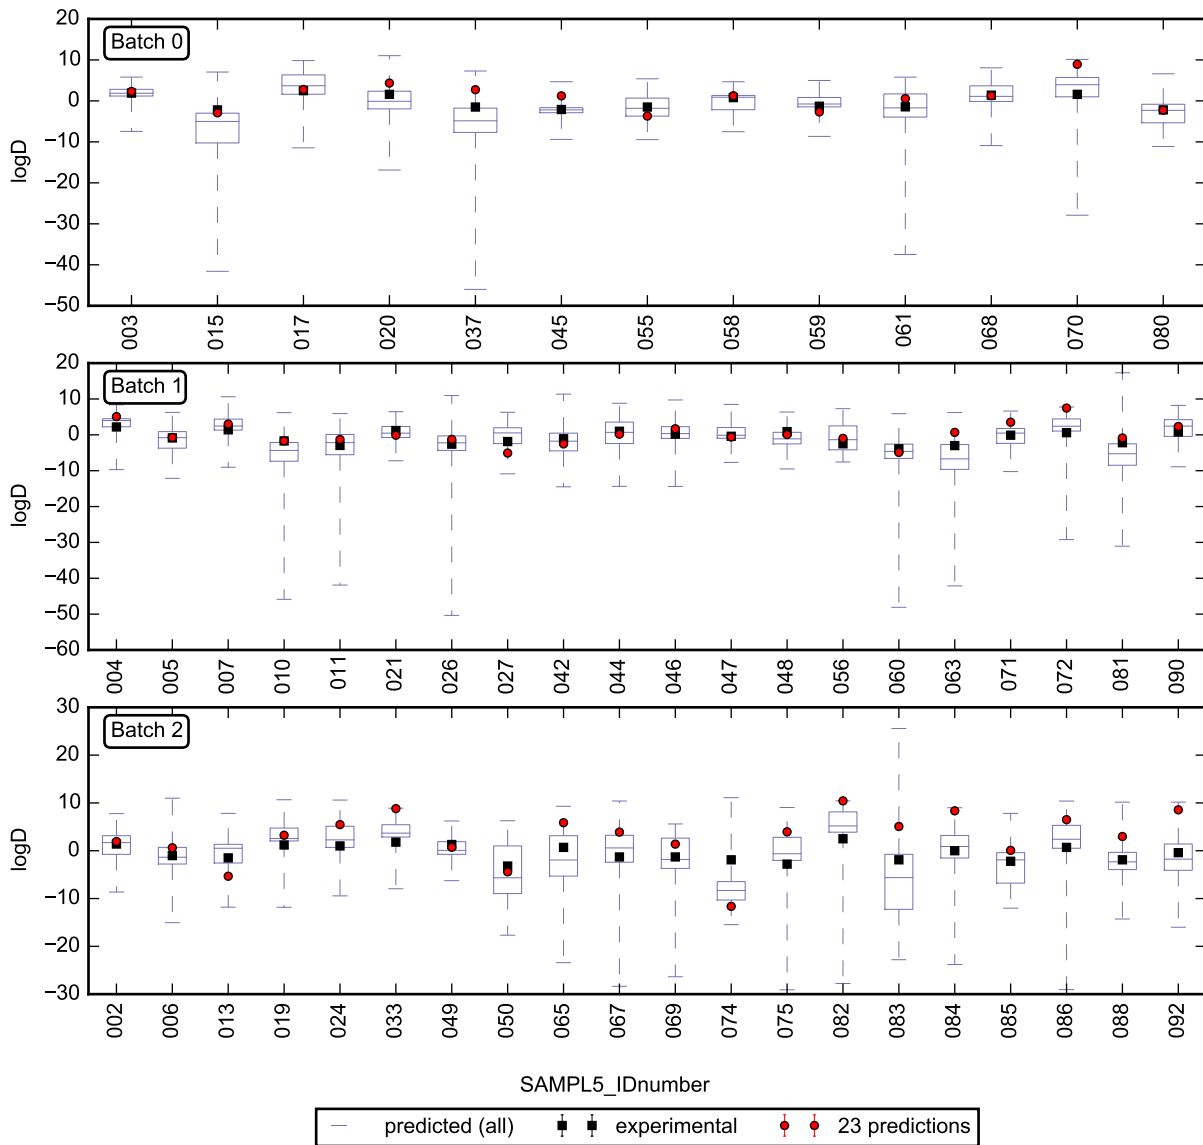 Batch 0
20
10
0
−10
−20
−30
−40
−50
logD
003 015 017 020 037 045 055 058 059 061 068 070 080
Batch 1
20
10
0
−10
−20
−30
−40
−50
−60
logD
004 005 007 010 011 021 026 027 042 044 046 047 048 056 060 063 071 072 081 090
Batch 2
30
20
10
0
−10
−20
−30
logD
002 006 013 019 024 033 049 050 065 067 069 074 075 082 083 084 085 086 088 092
SAMPL5_IDnumber
predicted (all) experimental 23 predictions